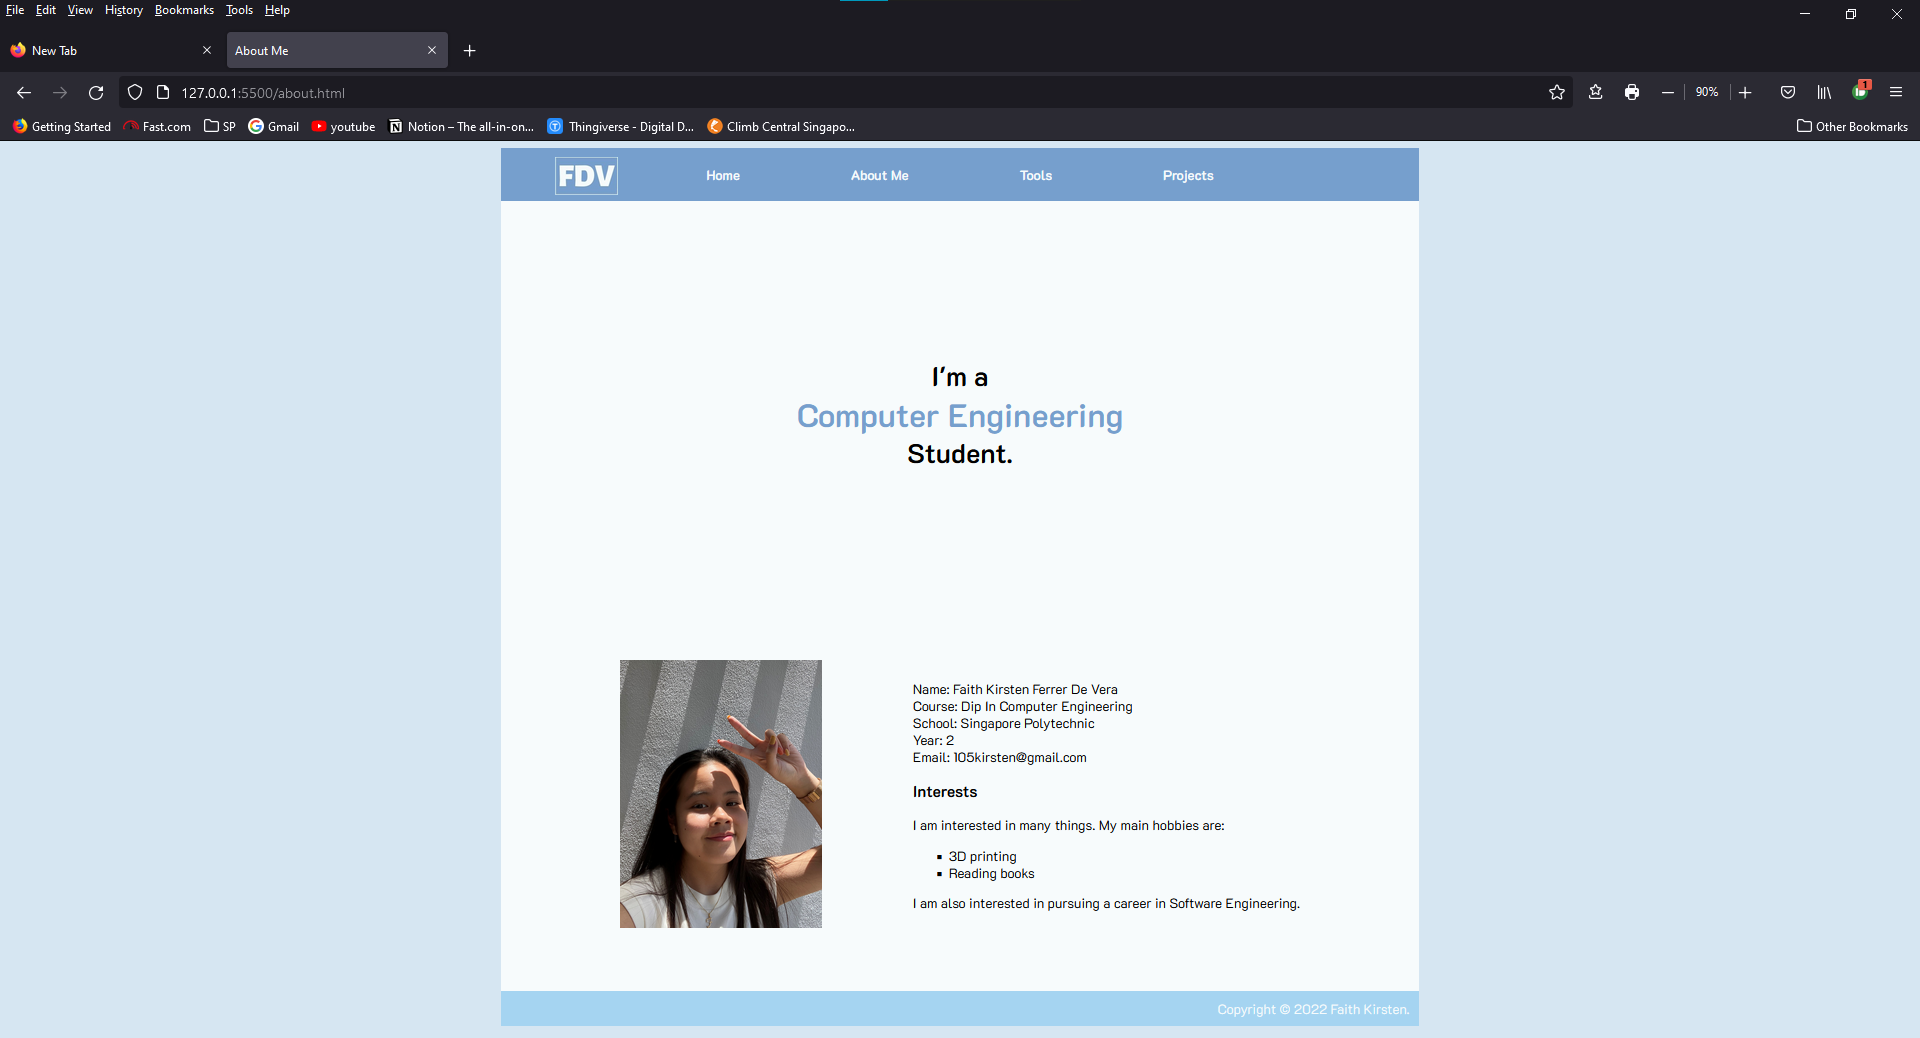 File Edit View History Bookmarks Tools Help
New Tab
About Me
127.0.0.1:5500/about.html
90%
1
Getting Started Fast.com SP Gmail youtube Notion – The all-in-on... Thingiverse - Digital D... Climb Central Singapo... Other Bookmarks
FDV Home About Me Tools Projects
I'm a
Computer Engineering
Student.
Name: Faith Kirsten Ferrer De Vera
Course: Dip In Computer Engineering
School: Singapore Polytechnic
Year: 2
Email: 105kirsten@gmail.com
Interests
I am interested in many things. My main hobbies are:
▪ 3D printing
▪ Reading books
I am also interested in pursuing a career in Software Engineering.
Copyright © 2022 Faith Kirsten.